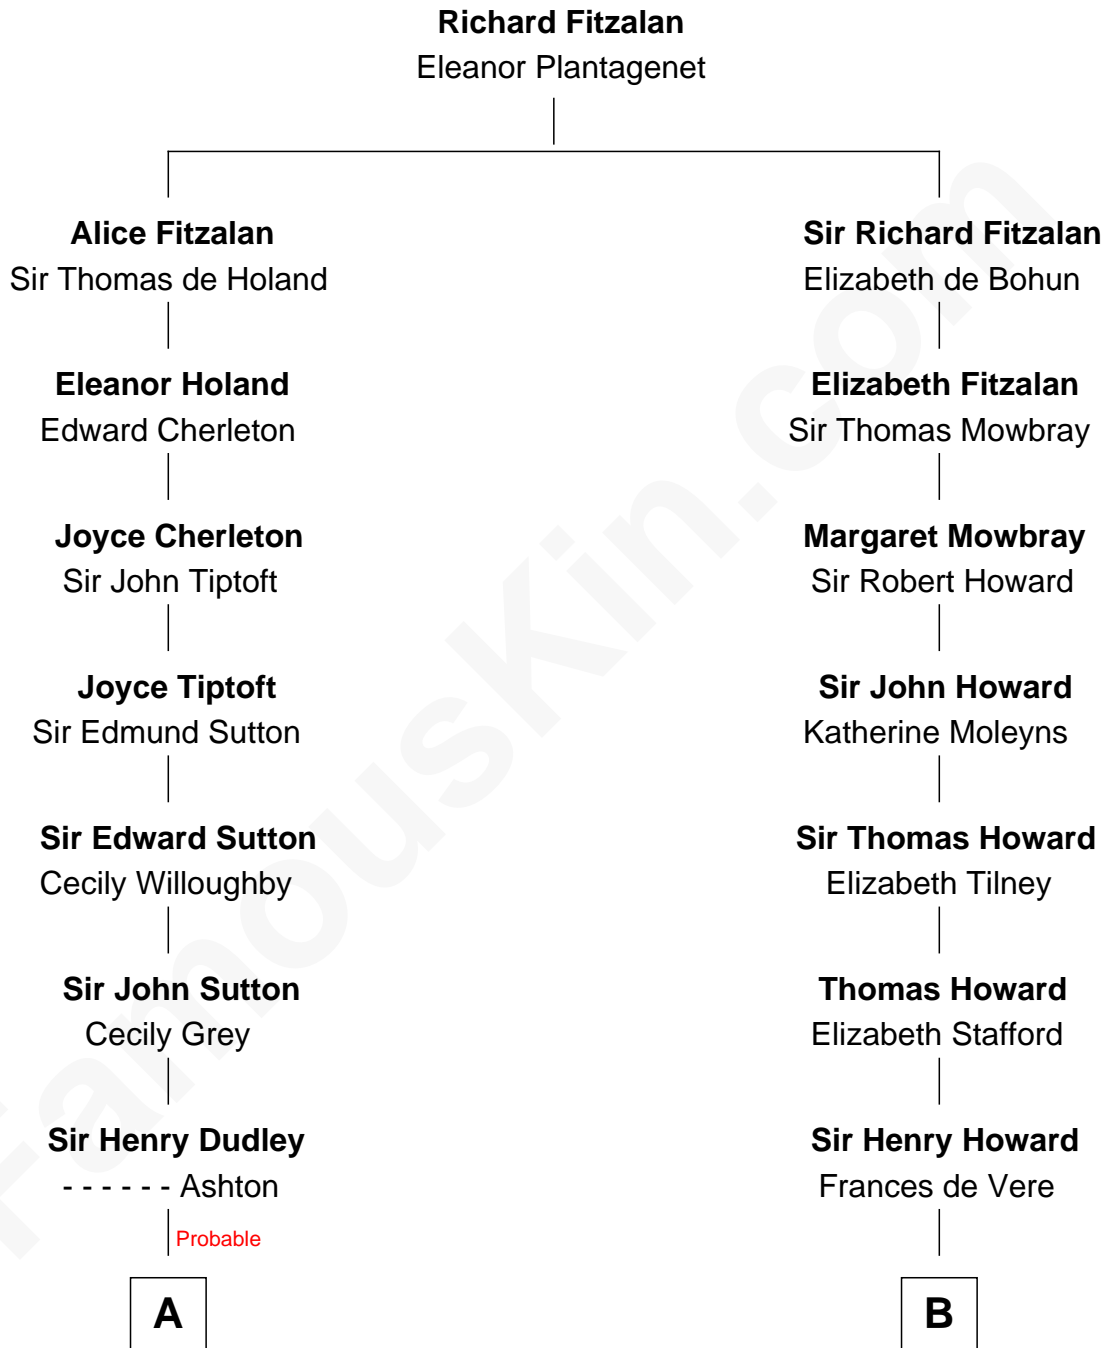 Richard Fitzalan
Eleanor Plantagenet
Alice Fitzalan
Sir Thomas de Holand
Sir Richard Fitzalan
Elizabeth de Bohun
Eleanor Holand
Edward Cherleton
Elizabeth Fitzalan
Sir Thomas Mowbray
Joyce Cherleton
Sir John Tiptoft
Margaret Mowbray
Sir Robert Howard
Joyce Tiptoft
Sir Edmund Sutton
Sir John Howard
Katherine Moleyns
Sir Edward Sutton
Cecily Willoughby
Sir Thomas Howard
Elizabeth Tilney
Sir John Sutton
Cecily Grey
Thomas Howard
Elizabeth Stafford
Sir Henry Dudley
- - - - - - Ashton
Sir Henry Howard
Frances de Vere
Probable
A
B
FamousKin.com